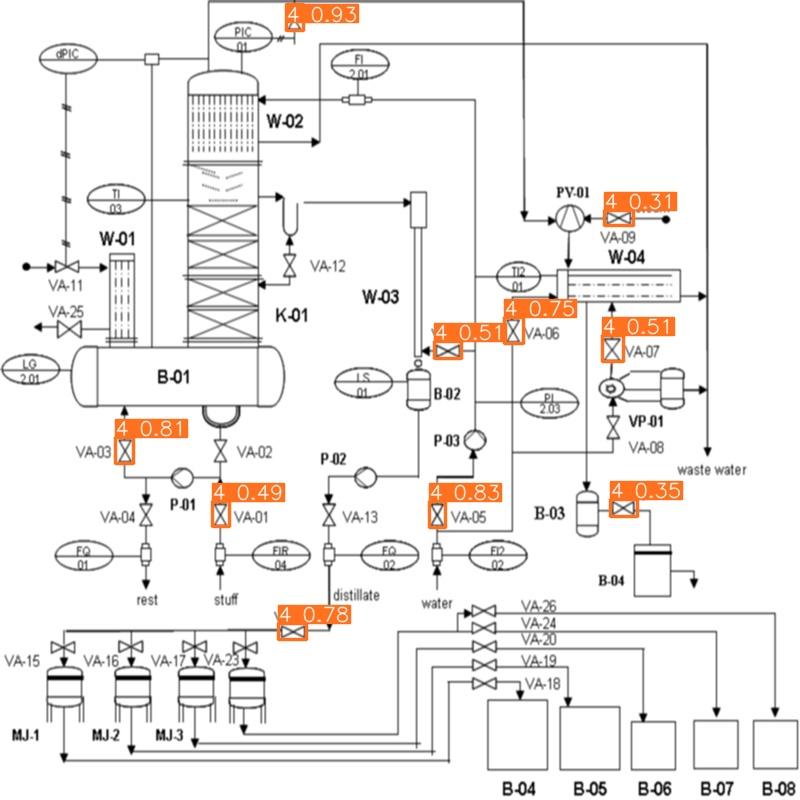 4 0.93
PIC
01
dPIC
FI
2.01
W-02
TI
03
PV-01
4 0.31
VA-09
W-01
W-04
VA-12
TI2
01
VA-11
W-03
4 0.75
VA-25
K-01
4 0.51
VA-06
4 0.51
VA-07
LG
2.01
B-01
LS
01
B-02
PI
2.03
VP-01
4 0.81
VA-03
VA-02
P-03
VA-08
P-02
waste water
P-01
4 0.49
4 0.83
4 0.35
VA-04
VA-01
VA-13
VA-05
B-03
FQ
01
FIR
04
FQ
02
FI2
02
B-04
rest
stuff
distillate
water
4 0.78
VA-26
VA-24
VA-20
VA-15
VA-16
VA-17
VA-23
VA-19
VA-18
MJ-1
MJ-2
MJ-3
B-04
B-05
B-06
B-07
B-08